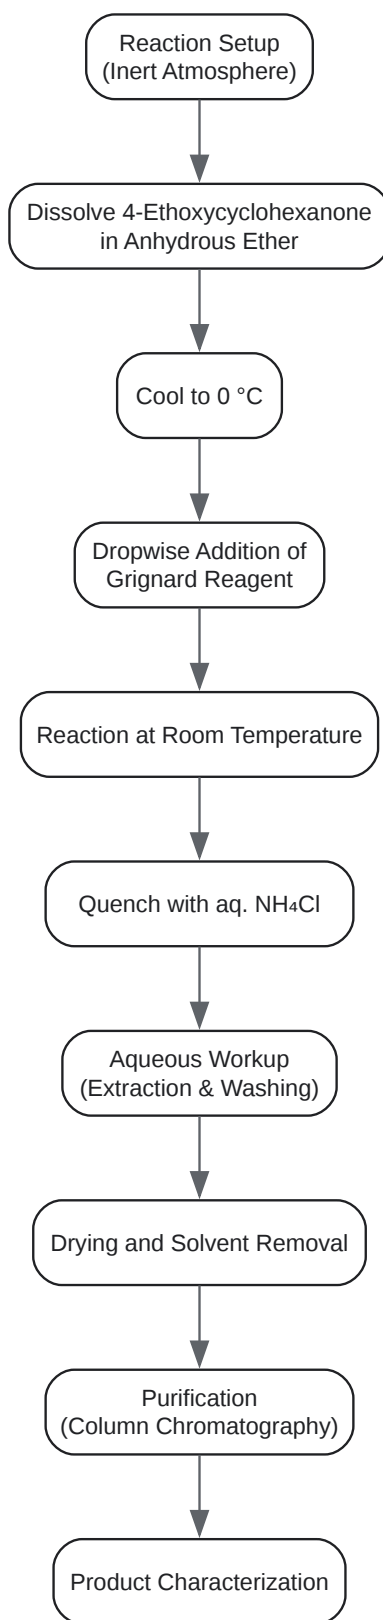 Reaction Setup
(Inert Atmosphere)
Dissolve 4-Ethoxycyclohexanone
in Anhydrous Ether
Cool to 0 °C
Dropwise Addition of
Grignard Reagent
Reaction at Room Temperature
Quench with aq. NH₄Cl
Aqueous Workup
(Extraction & Washing)
Drying and Solvent Removal
Purification
(Column Chromatography)
Product Characterization